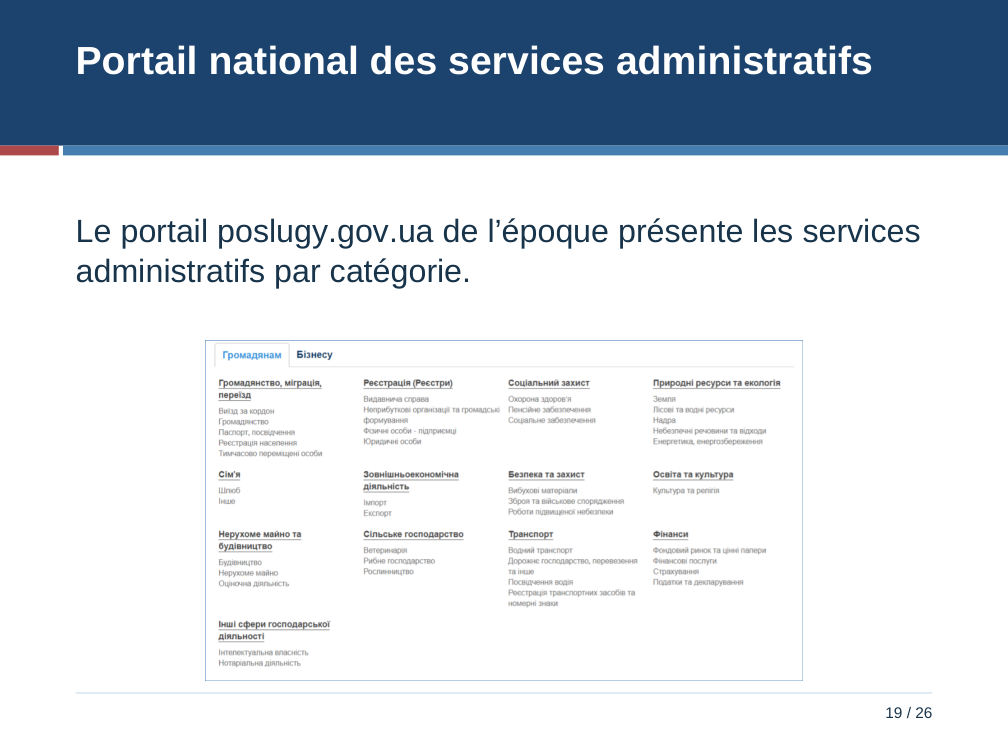 Portail national des services administratifs
Le portail poslugy.gov.ua de l’époque présente les services
administratifs par catégorie.
Громадянам
Бізнесу
Громадянство, міграція,
переїзд
Виїзд за кордон
Громадянство
Паспорт, посвідчення
Реєстрація населення
Тимчасово переміщені особи
Реєстрація (Реєстри)
Видавнича справа
Неприбуткові організації та громадські
формування
Фізичні особи - підприємці
Юридичні особи
Соціальний захист
Охорона здоров'я
Пенсійне забезпечення
Соціальне забезпечення
Природні ресурси та екологія
Земля
Лісові та водні ресурси
Надра
Небезпечні речовини та відходи
Енергетика, енергозбереження
Сім'я
Шлюб
Інше
Зовнішньоекономічна
діяльність
Імпорт
Експорт
Безпека та захист
Вибухові матеріали
Зброя та військове спорядження
Роботи підвищеної небезпеки
Освіта та культура
Культура та релігія
Нерухоме майно та
будівництво
Будівництво
Нерухоме майно
Оціночна діяльність
Сільське господарство
Ветеринарія
Рибне господарство
Рослинництво
Транспорт
Водний транспорт
Дорожнє господарство, перевезення
та інше
Посвідчення водія
Реєстрація транспортних засобів та
номерні знаки
Фінанси
Фондовий ринок та цінні папери
Фінансові послуги
Страхування
Податки та декларування
Інші сфери господарської
діяльності
Інтелектуальна власність
Нотаріальна діяльність
19 / 26